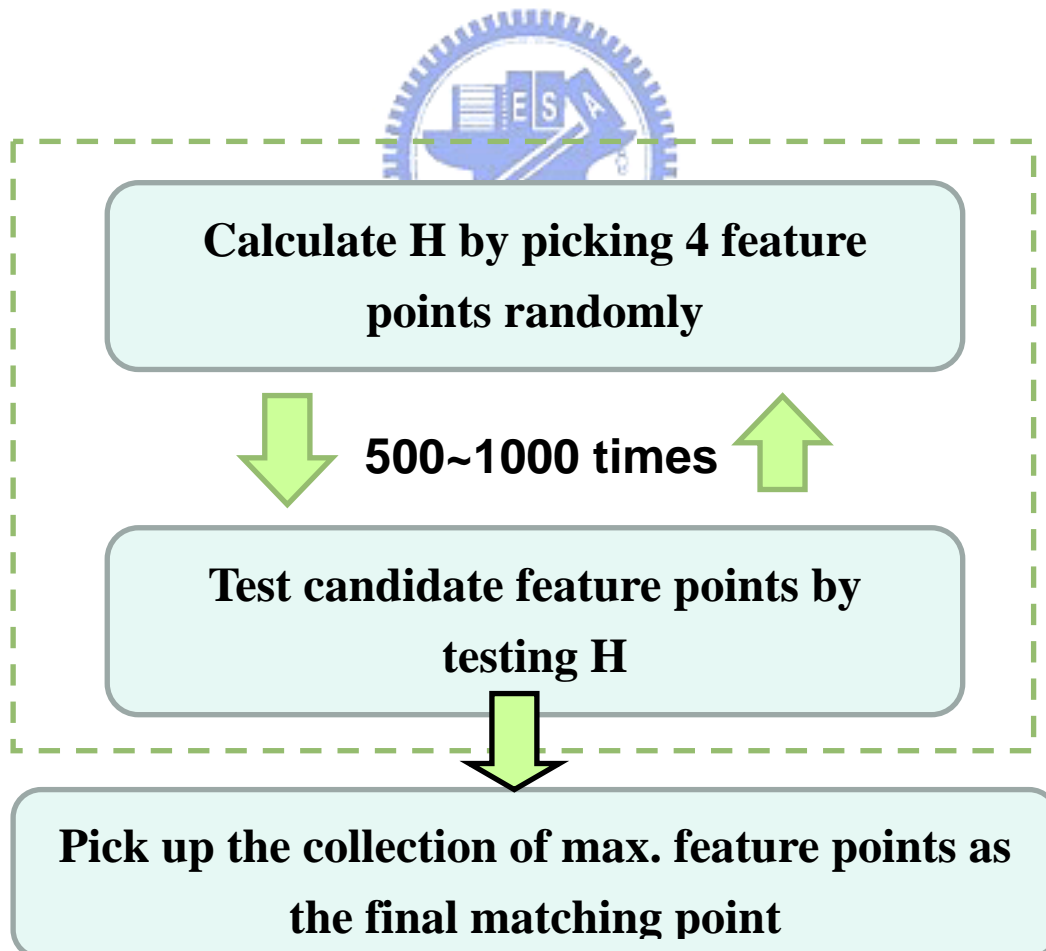 ESA
Calculate H by picking 4 feature
points randomly
500~1000 times
Test candidate feature points by
testing H
Pick up the collection of max. feature points as
the final matching point